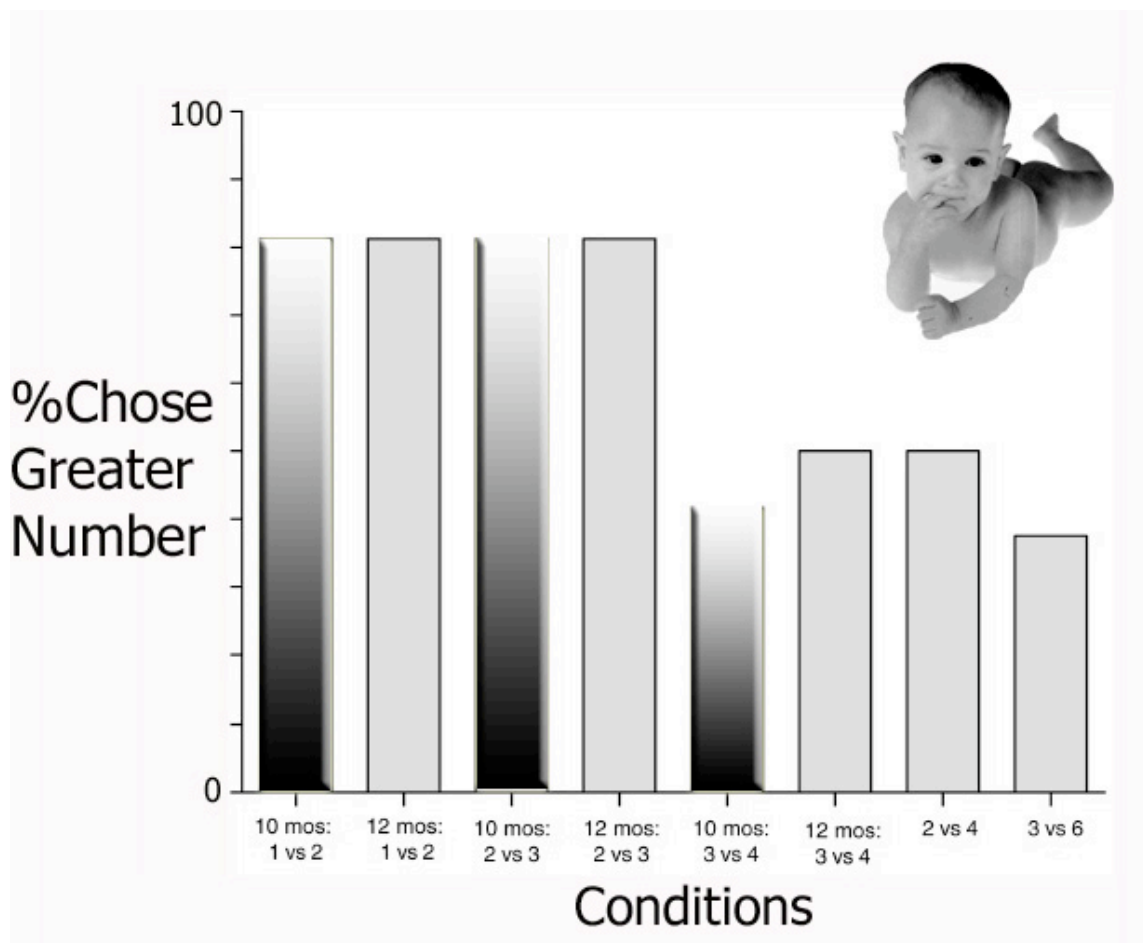 100
%Chose
Greater
Number
0
10 mos:
1 vs 2
12 mos:
1 vs 2
10 mos:
2 vs 3
12 mos:
2 vs 3
10 mos:
3 vs 4
12 mos:
3 vs 4
2 vs 4
3 vs 6
Conditions